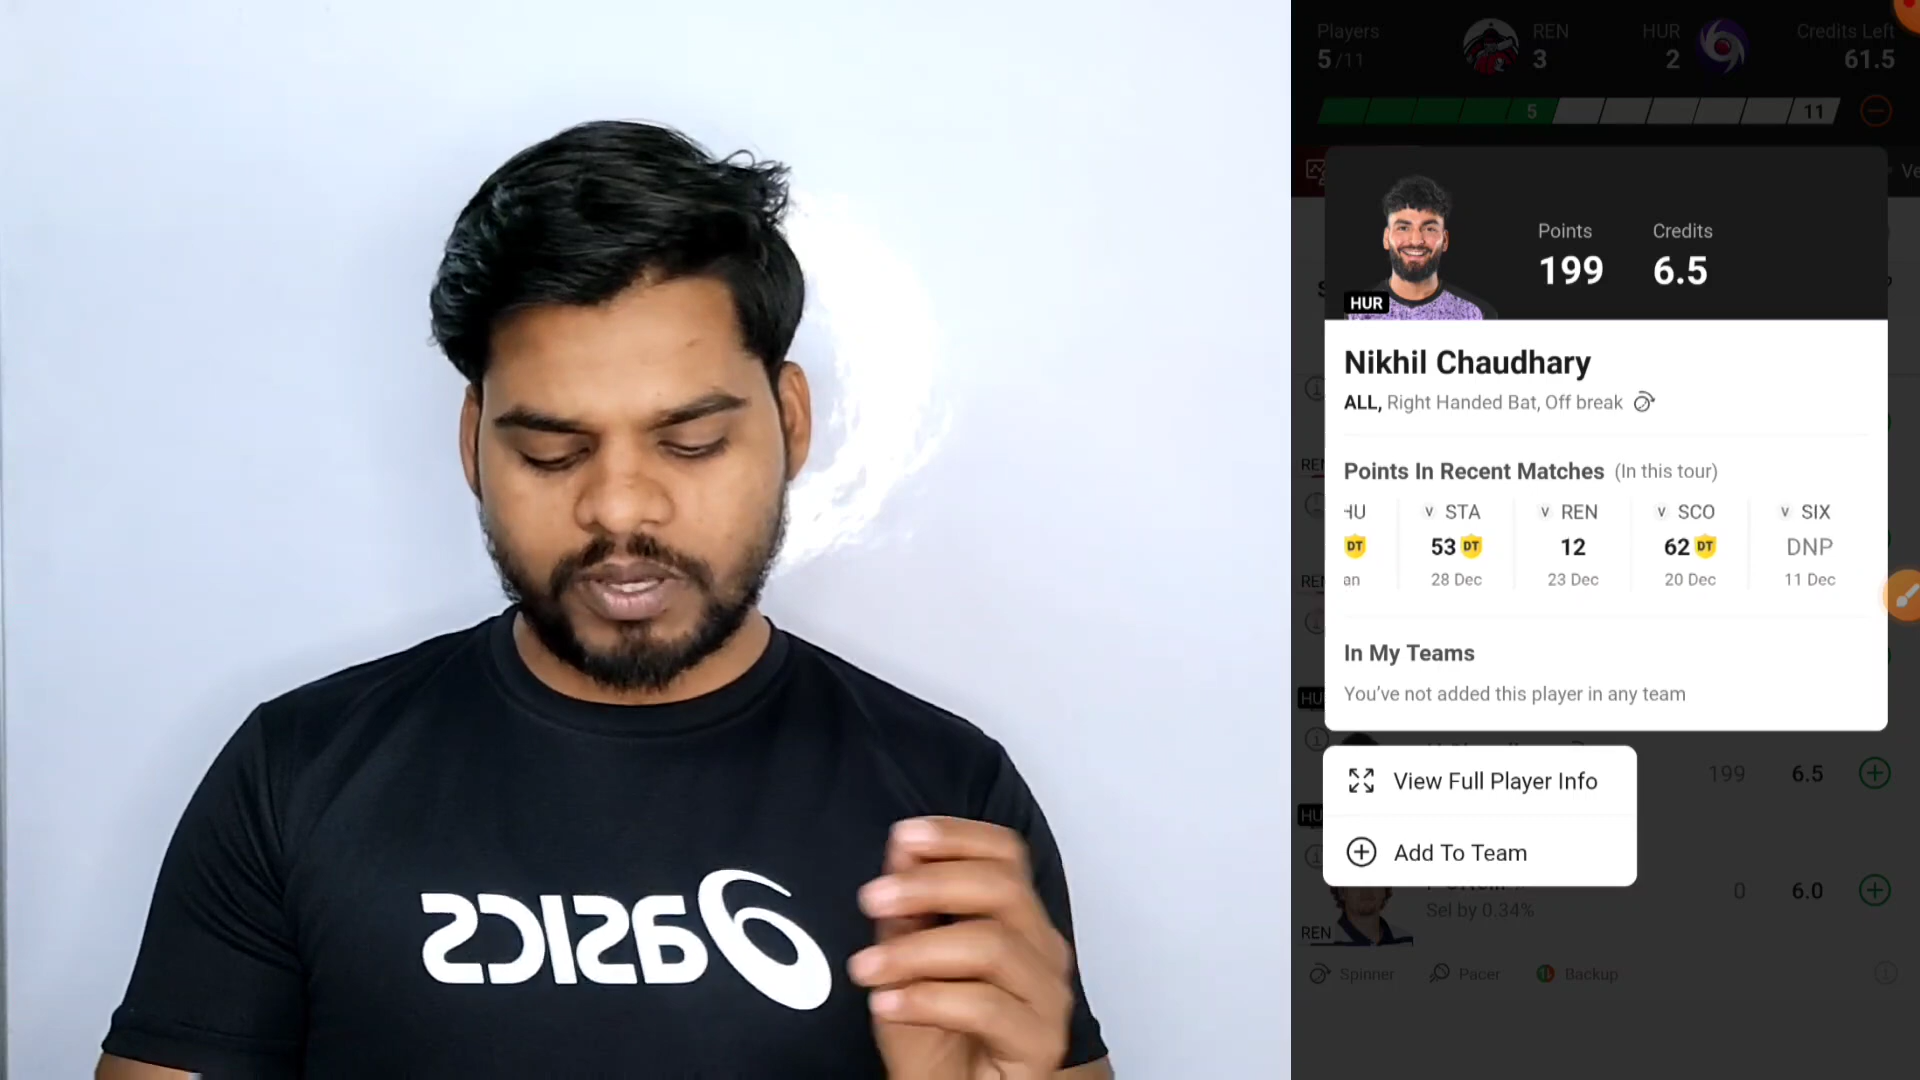 asics
Players
5/11
REN
3
HUR
2
Credits Left
61.5
5
11
Ve
HUR
Points
199
Credits
6.5
Nikhil Chaudhary
ALL, Right Handed Bat, Off break
Points In Recent Matches (In this tour)
HU
DT
an
v STA
53 DT
28 Dec
v REN
12
23 Dec
v SCO
62 DT
20 Dec
v SIX
DNP
11 Dec
In My Teams
You've not added this player in any team
View Full Player Info
Add To Team
199 6.5
0 6.0
Sel by 0.34%
REN
Spinner Pacer Backup